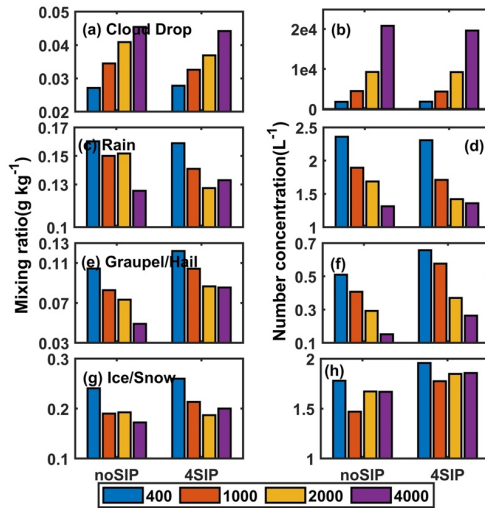 0.05
0.04
0.03
0.02
(a) Cloud Drop
2e4
1e4
0
(b)
0.17
0.15
0.13
0.1
(c) Rain
2.5
2
1.5
1
(d)
0.13
0.11
0.07
0.03
(e) Graupel/Hail
0.7
0.5
0.3
0.1
(f)
0.3
0.2
0.1
(g) Ice/Snow
2
1.5
1
(h)
Mixing ratio(g kg⁻¹)
Number concentration(L⁻¹)
noSIP 4SIP
noSIP 4SIP
400 1000 2000 4000